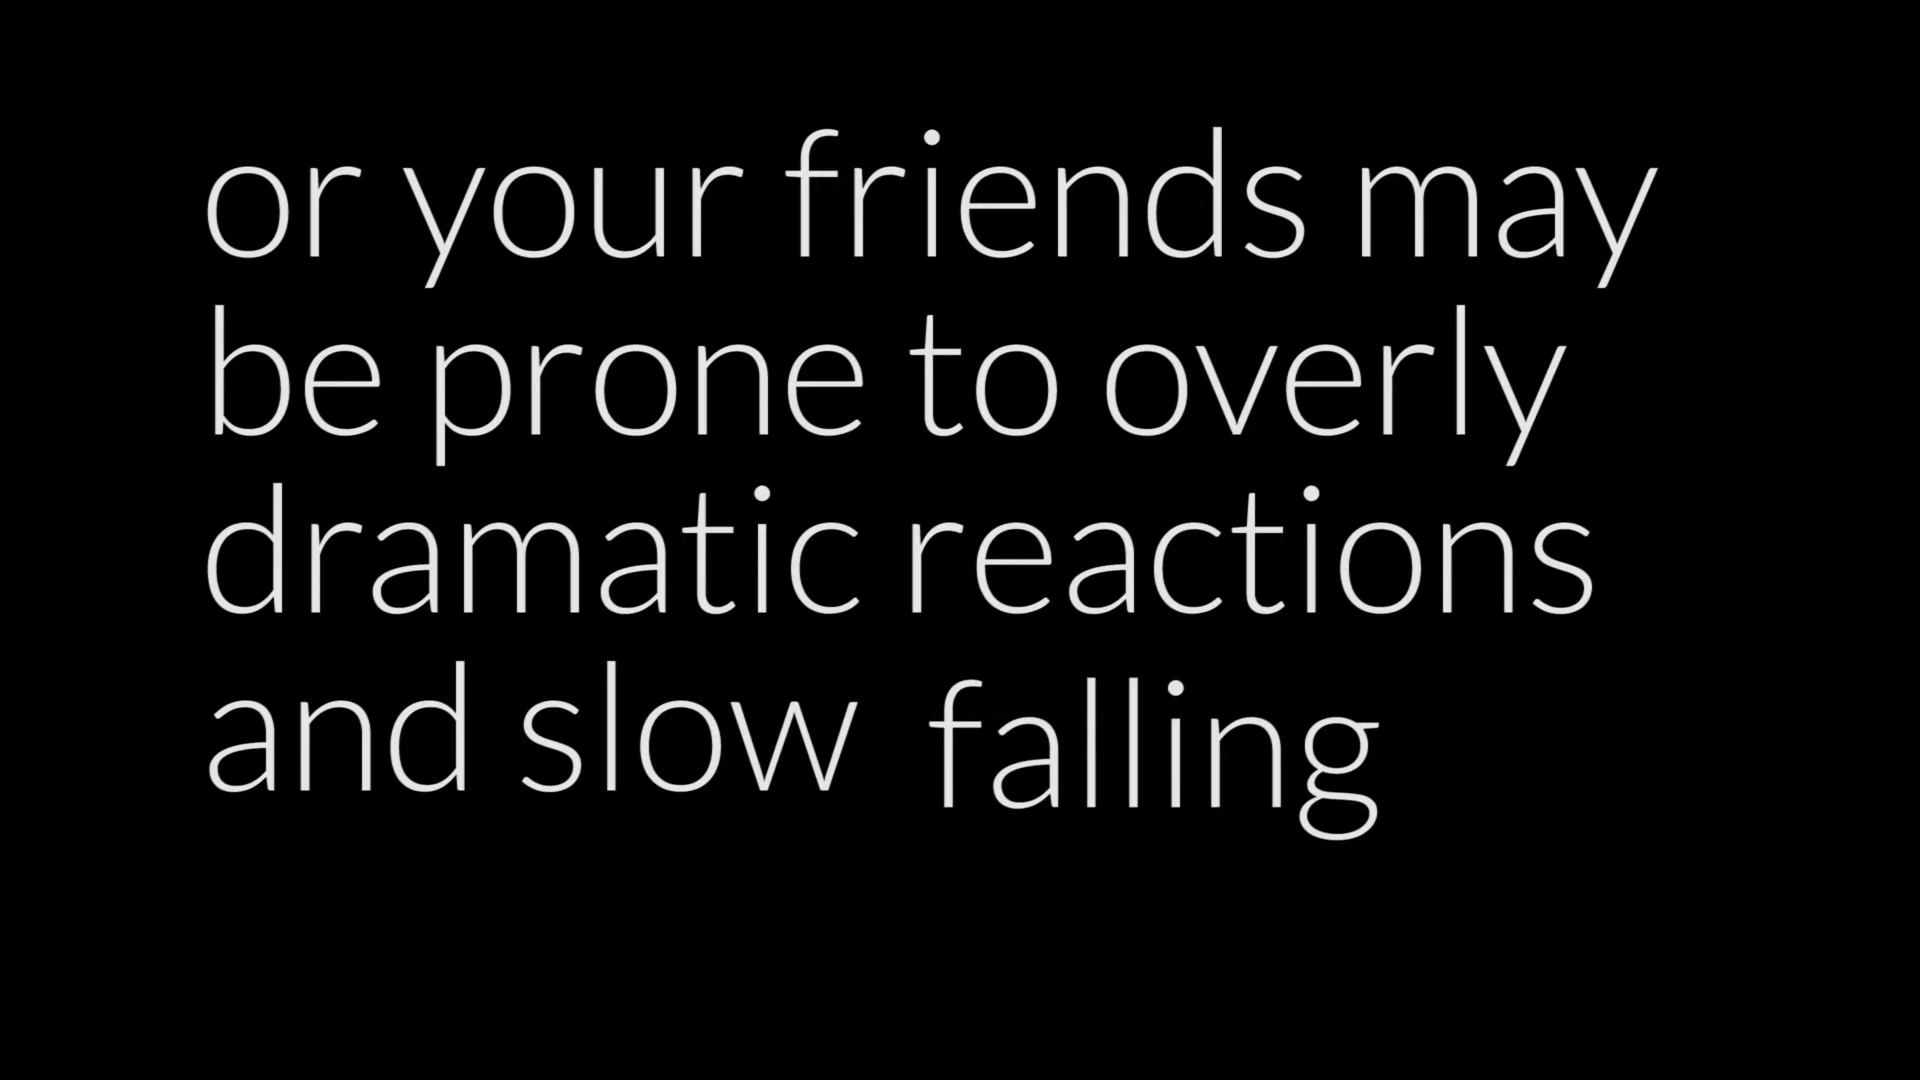 or your friends may
be prone to overly
dramatic reactions
and slow falling